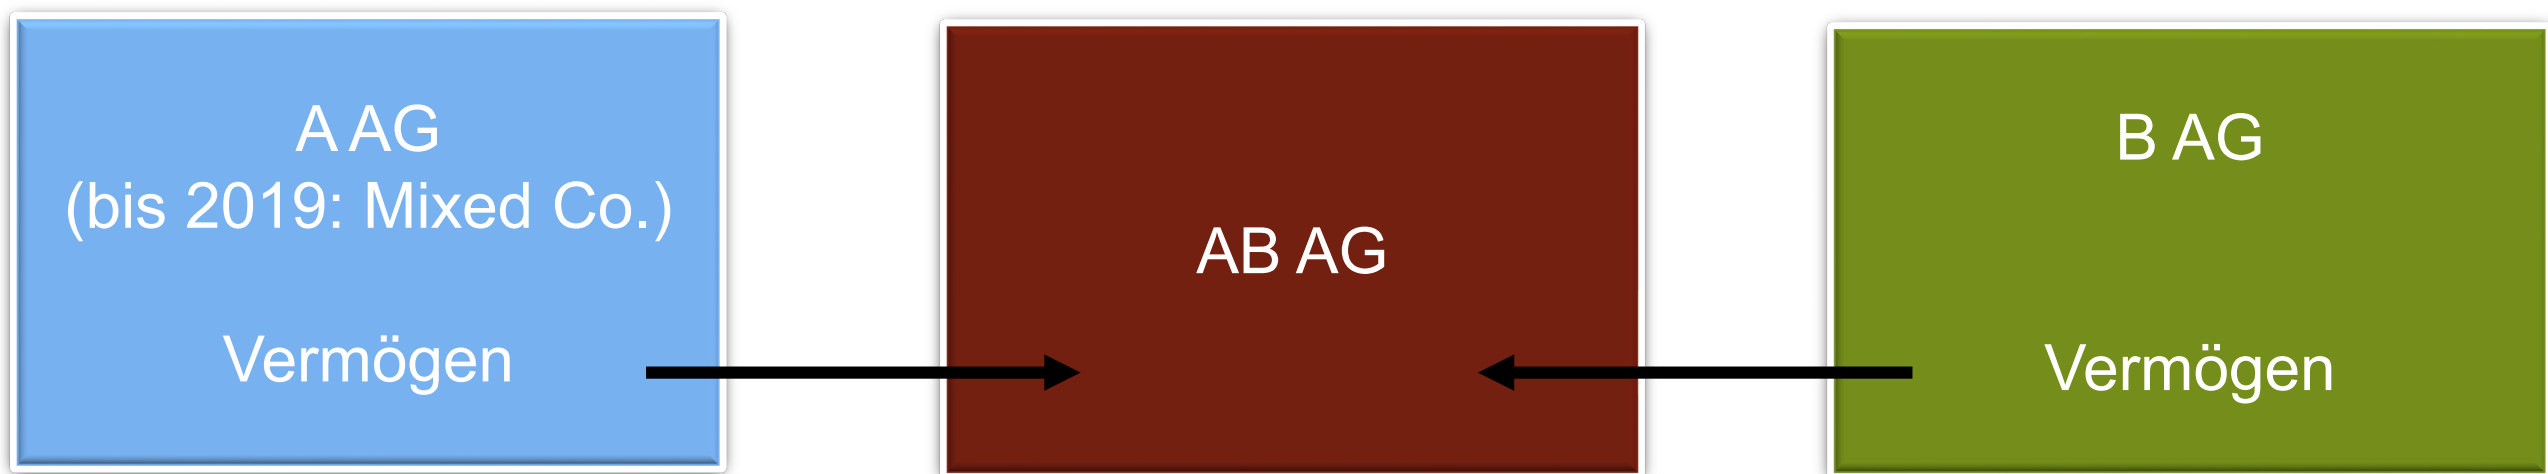 A AG
(bis 2019: Mixed Co.)
Vermögen
AB AG
B AG
Vermögen